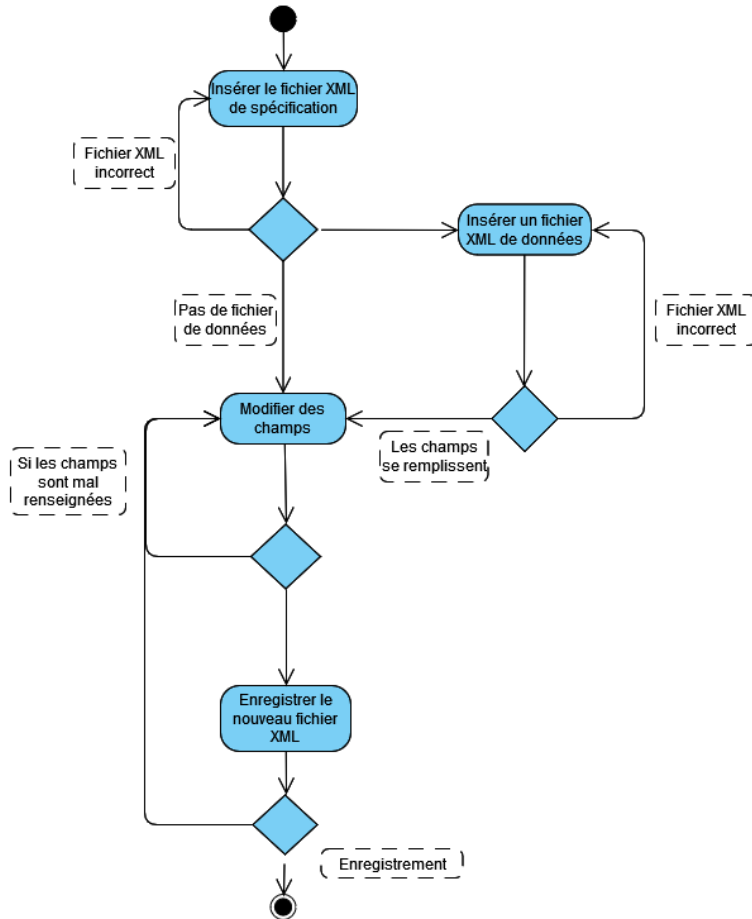 Insérer le fichier XML
de spécification
Fichier XML
incorrect
Insérer un fichier
XML de données
Pas de fichier
de données
Fichier XML
incorrect
Modifier des
champs
Les champs
se remplissent
Si les champs
sont mal
renseignées
Enregistrer le
nouveau fichier
XML
Enregistrement